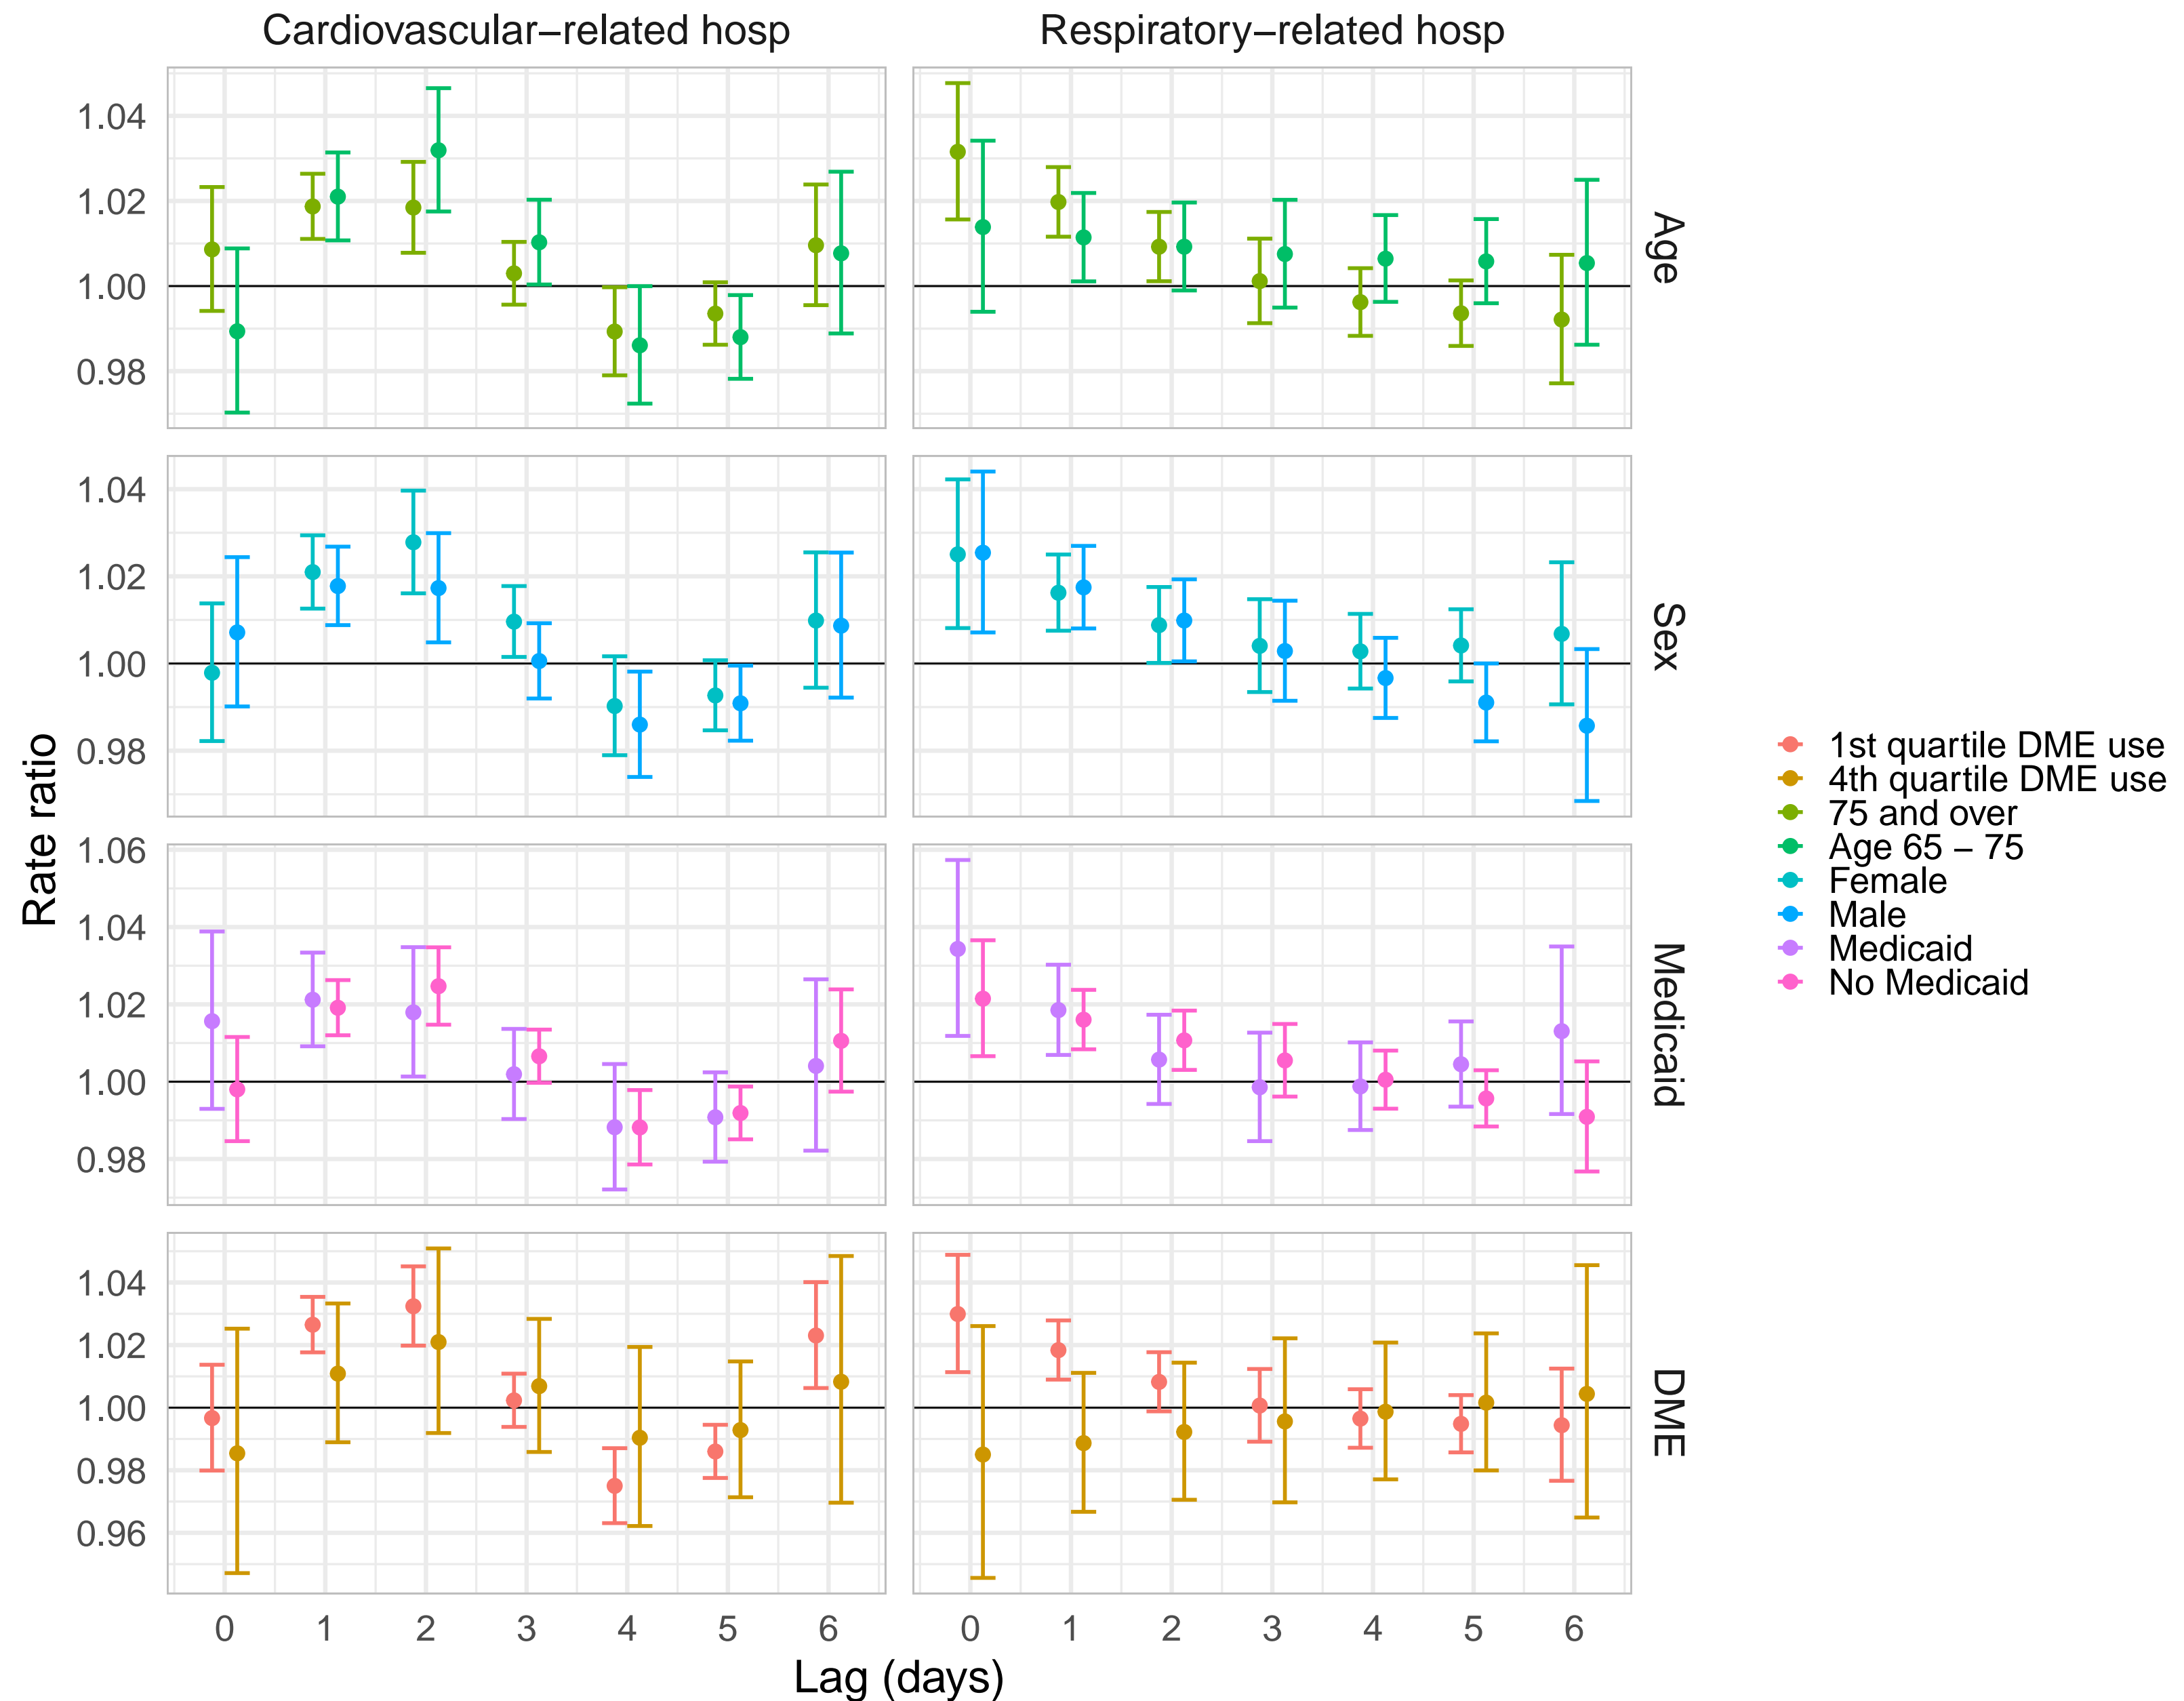 Cardiovascular−related hosp
Respiratory−related hosp
1.04
1.02
1.00
0.98
Age
1.04
1.02
1.00
0.98
Sex
1.06
1.04
1.02
1.00
0.98
Medicaid
1.04
1.02
1.00
0.98
0.96
DME
0 1 2 3 4 5 6
0 1 2 3 4 5 6
Lag (days)
Rate ratio
1st quartile DME use
4th quartile DME use
75 and over
Age 65 − 75
Female
Male
Medicaid
No Medicaid